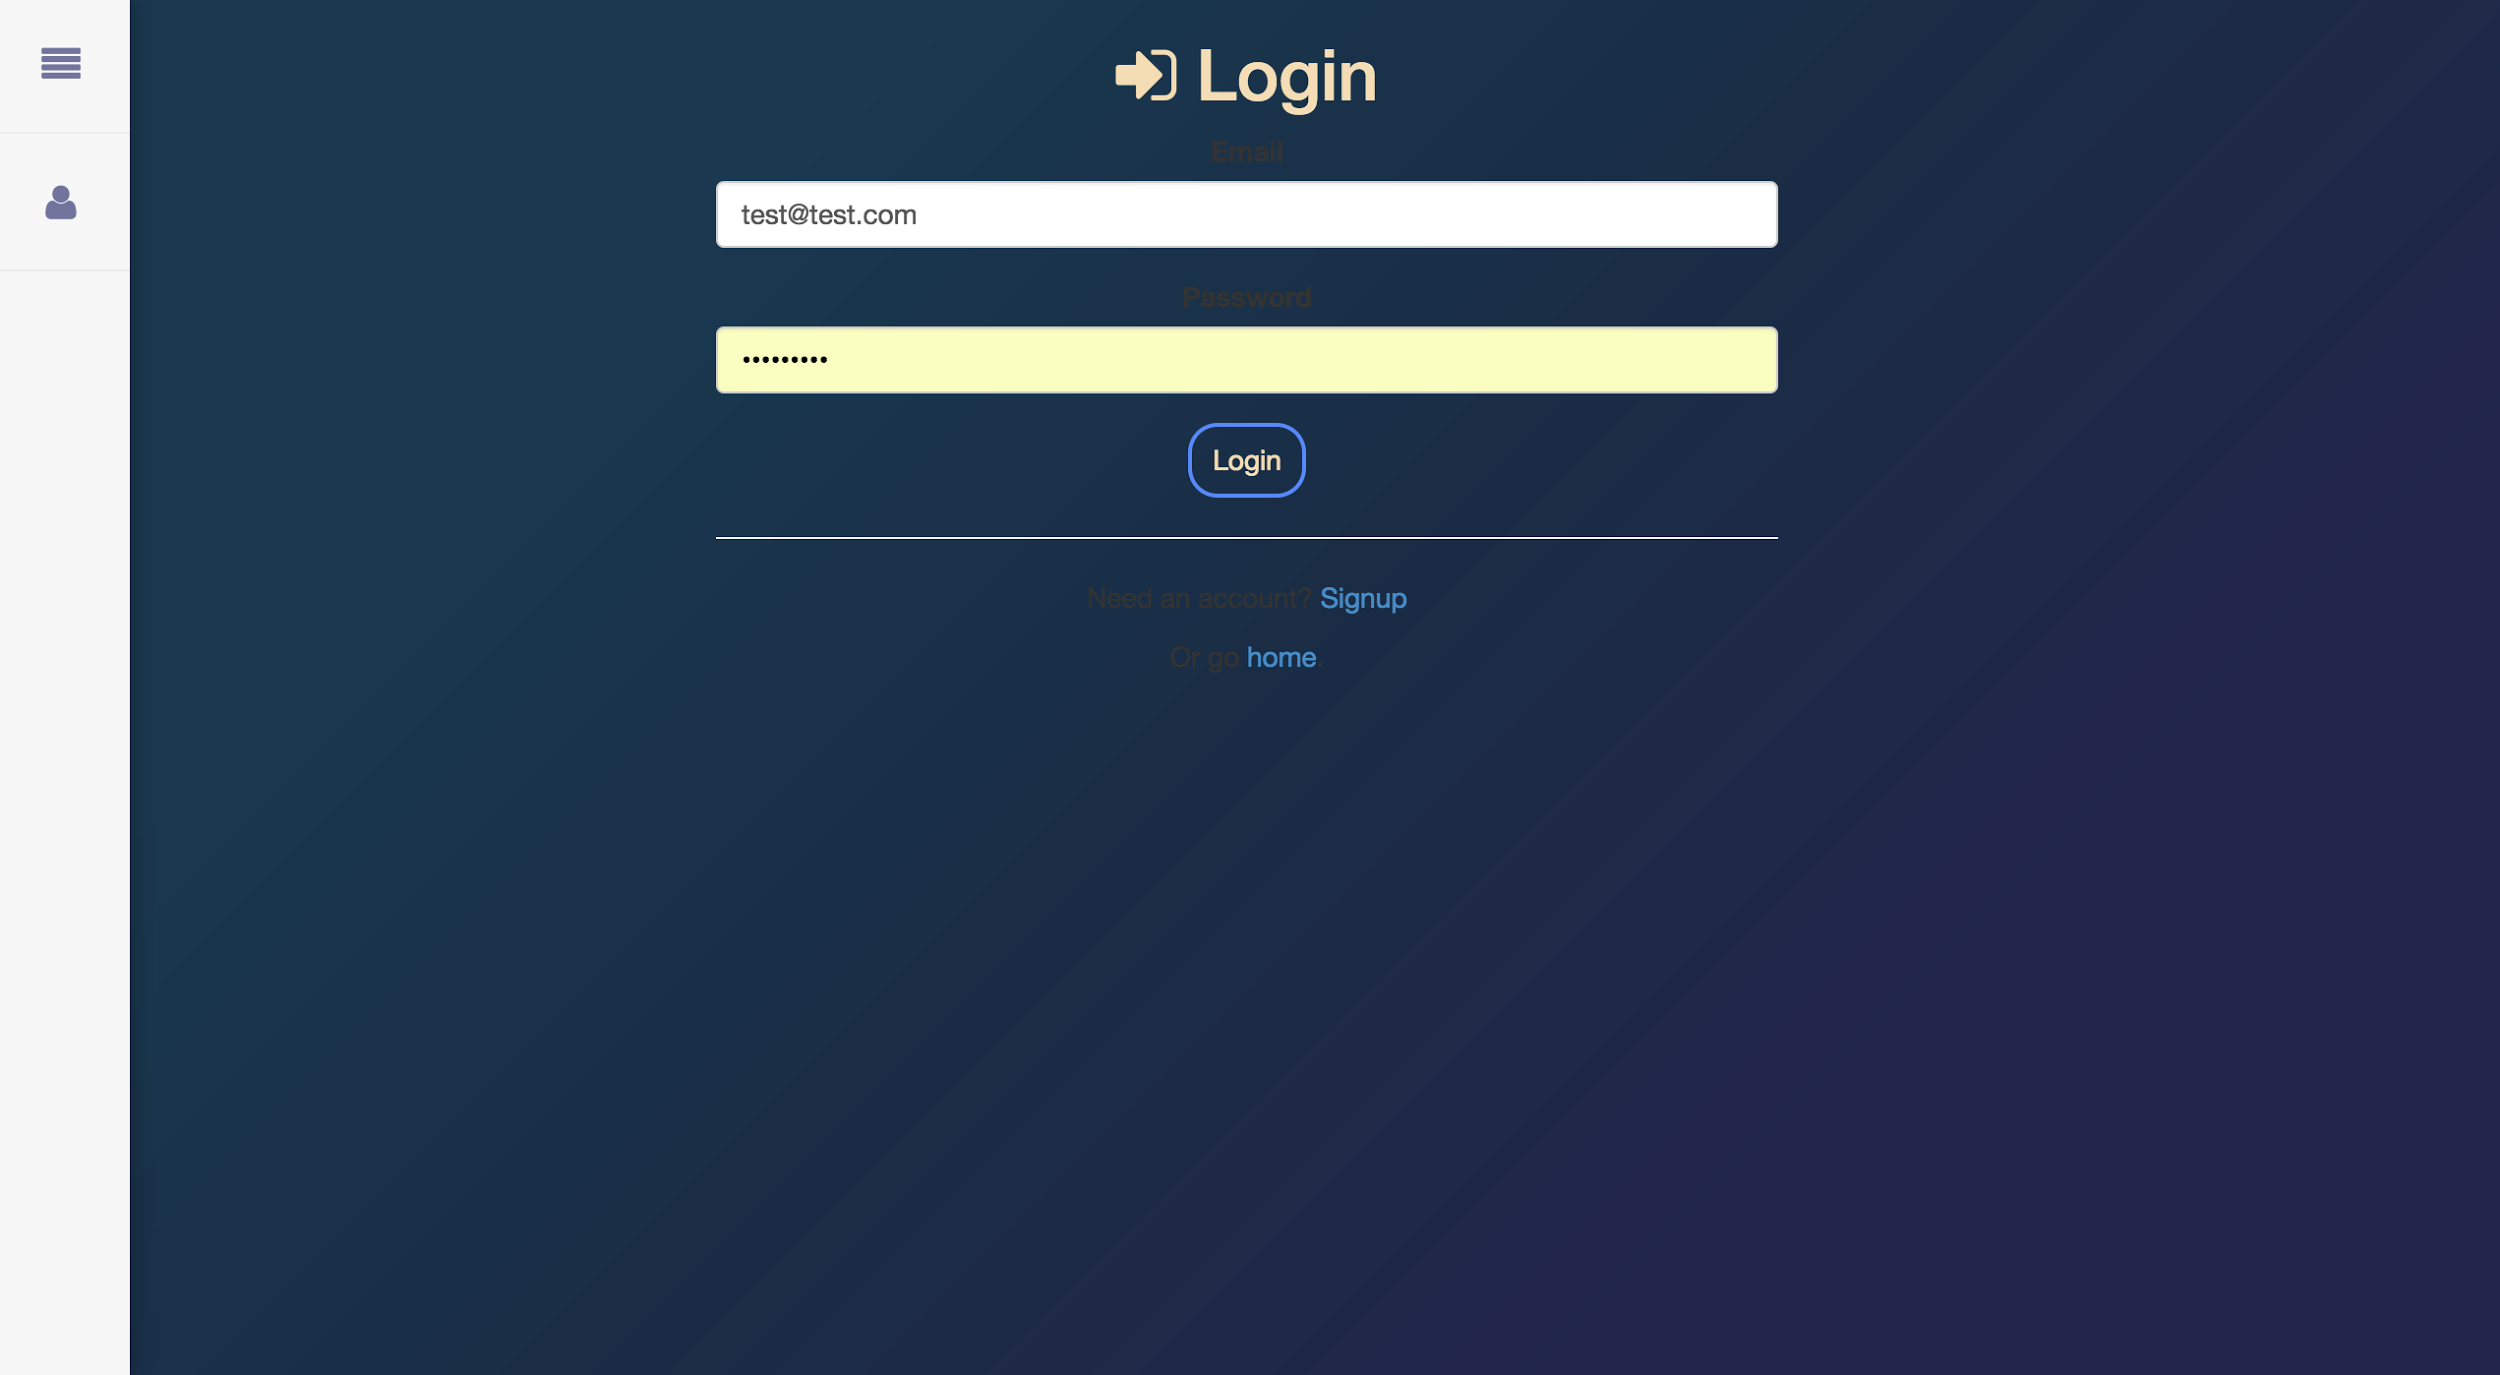 Login
Email
test@test.com
Password
•••••••••
Login
Need an account? Signup
Or go home.